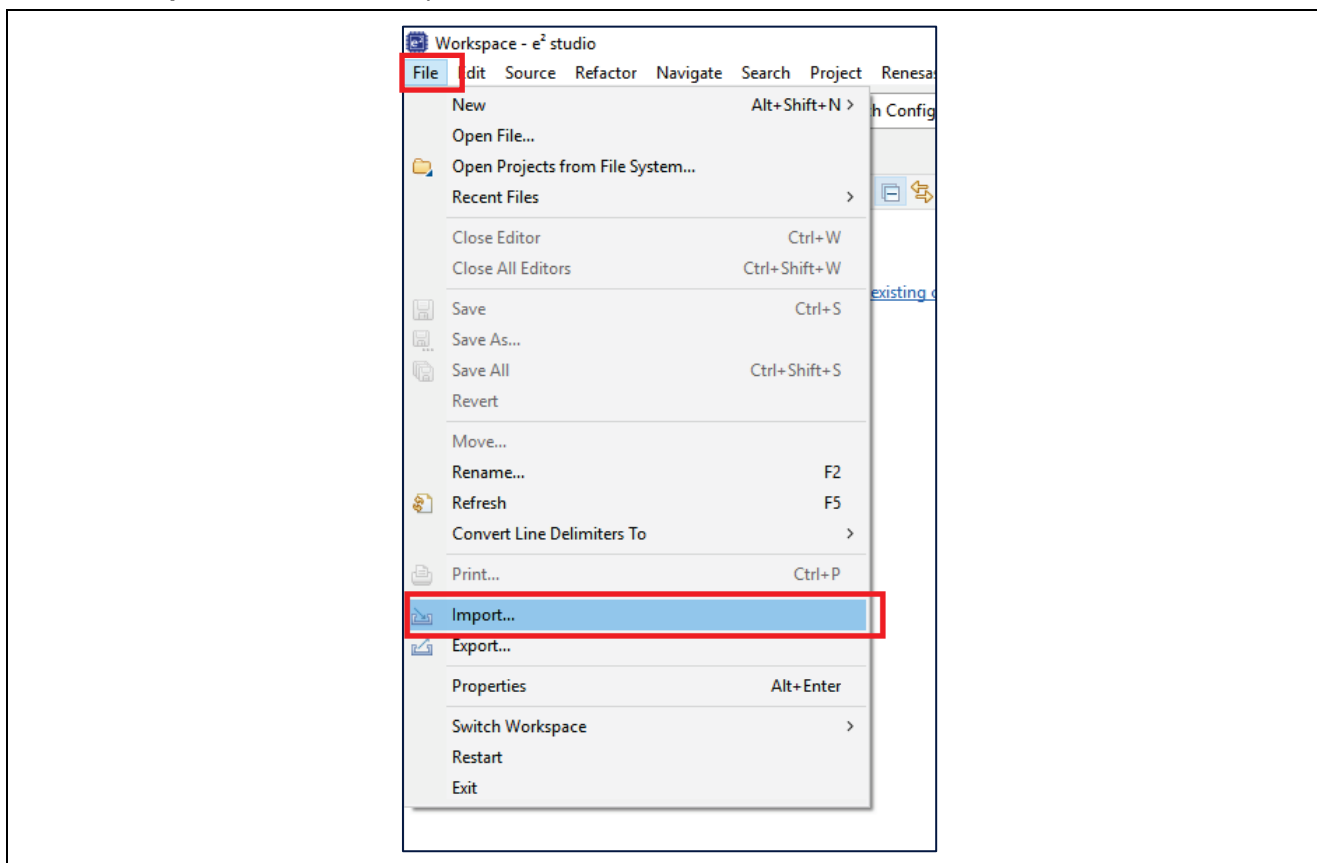 Workspace - e² studio
File Edit Source Refactor Navigate Search Project Renesas
New Alt+Shift+N >
h Config
Open File...
Open Projects from File System...
Recent Files >
Close Editor Ctrl+W
Close All Editors Ctrl+Shift+W
existing
Save Ctrl+S
Save As...
Save All Ctrl+Shift+S
Revert
Move...
Rename... F2
Refresh F5
Convert Line Delimiters To >
Print... Ctrl+P
Import...
Export...
Properties Alt+Enter
Switch Workspace >
Restart
Exit